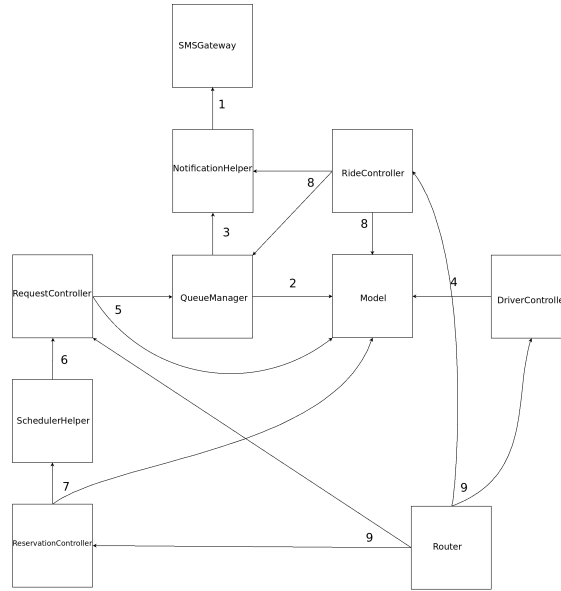 SMSGateway
1
NotificationHelper
RideController
8
8
3
RequestController
QueueManager
2
Model
4
DriverControlle
5
6
SchedulerHelper
7
9
ReservationController
9
Router